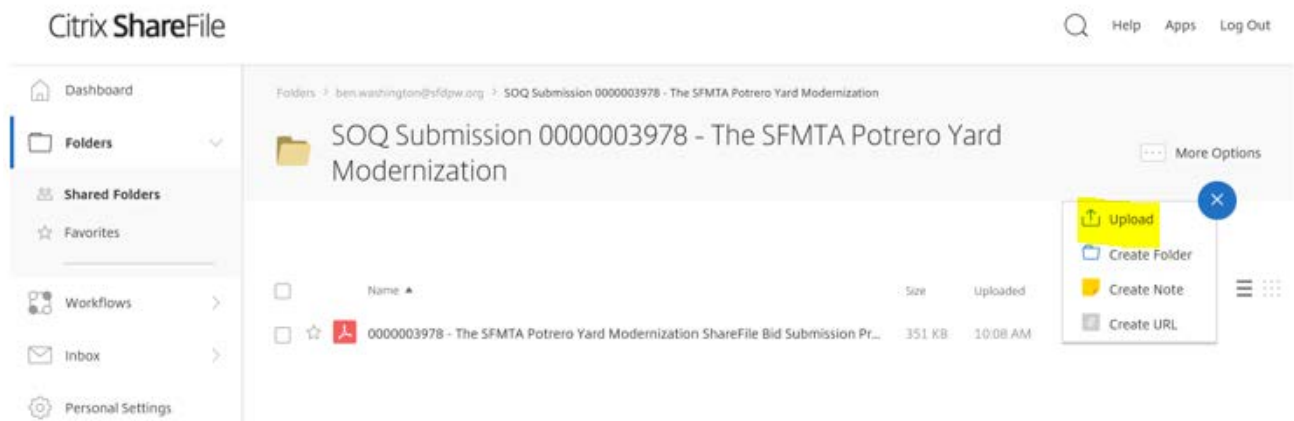 Citrix ShareFile
Help Apps Log Out
Dashboard
Folders
Shared Folders
Favorites
Workflows
Inbox
Personal Settings
Folders > ben.washington@sfdpw.org > SOQ Submission 0000003978 - The SFMTA Potrero Yard Modernization
SOQ Submission 0000003978 - The SFMTA Potrero Yard
Modernization
More Options
Upload
Create Folder
Create Note
Create URL
Name Size Uploaded
0000003978 - The SFMTA Potrero Yard Modernization ShareFile Bid Submission Pr... 351 KB 10:08 AM